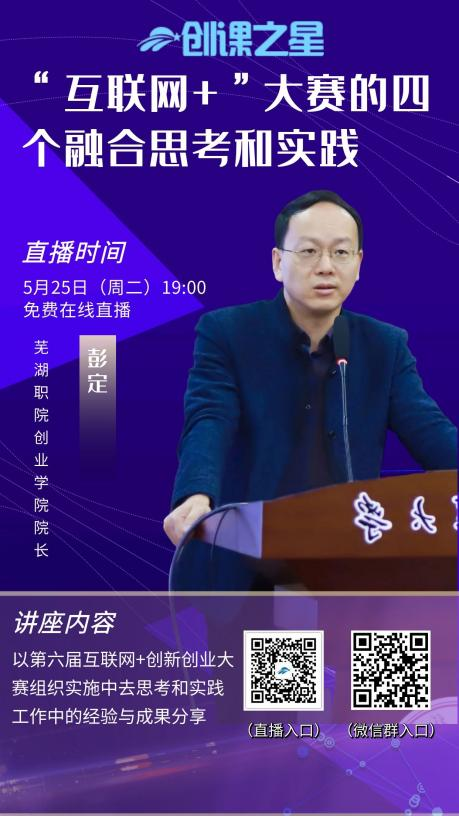 创课之星
“互联网+”大赛的四
个融合思考和实践
直播时间
5月25日（周二）19:00
免费在线直播
彭定
芜湖职院创业学院院长
大学
讲座内容
以第六届互联网+创新创业大
赛组织实施中去思考和实践
工作中的经验与成果分享
（直播入口）
（微信群入口）